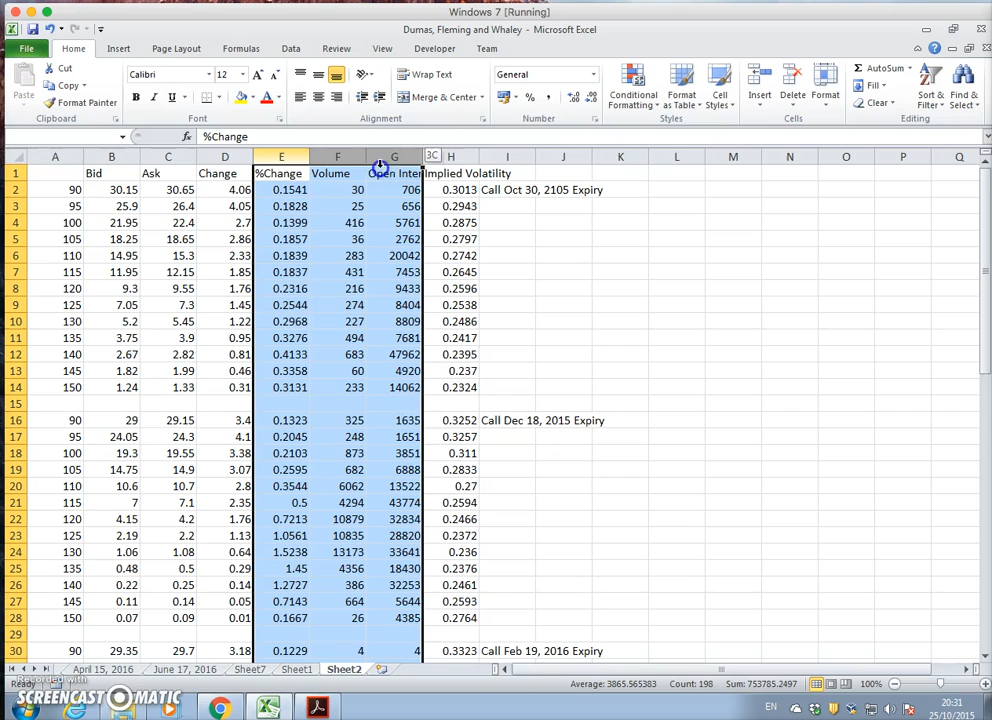 Windows 7 [Running]
Dumas, Fleming and Whaley - Microsoft Excel
File Home Insert Page Layout Formulas Data Review View Developer Team
Cut
Copy
Format Painter
Paste
Clipboard
Calibri 12
B I U
Font
Wrap Text
Merge & Center
Alignment
General
$ % ,
Number
Conditional Formatting
Format as Table
Cell Styles
Styles
Insert Delete Format
Cells
AutoSum
Fill
Clear
Sort & Filter
Find & Select
Editing
fx %Change
A B C D E F G 3C H I J K L M N O P Q
1 Bid Ask Change %Change Volume Open Inter Implied Volatility
2 90 30.15 30.65 4.06 0.1541 30 706 0.3013 Call Oct 30, 2105 Expiry
3 95 25.9 26.4 4.05 0.1828 25 656 0.2943
4 100 21.95 22.4 2.7 0.1399 416 5761 0.2875
5 105 18.25 18.65 2.86 0.1857 36 2762 0.2797
6 110 14.95 15.3 2.33 0.1839 283 20042 0.2742
7 115 11.95 12.15 1.85 0.1837 431 7453 0.2645
8 120 9.3 9.55 1.76 0.2316 216 9433 0.2596
9 125 7.05 7.3 1.45 0.2544 274 8404 0.2538
10 130 5.2 5.45 1.22 0.2968 227 8809 0.2486
11 135 3.75 3.9 0.95 0.3276 494 7681 0.2417
12 140 2.67 2.82 0.81 0.4133 683 47962 0.2395
13 145 1.82 1.99 0.46 0.3358 60 4920 0.237
14 150 1.24 1.33 0.31 0.3131 233 14062 0.2324
15
16 90 29 29.15 3.4 0.1323 325 1635 0.3252 Call Dec 18, 2015 Expiry
17 95 24.05 24.3 4.1 0.2045 248 1651 0.3257
18 100 19.3 19.55 3.38 0.2103 873 3851 0.311
19 105 14.75 14.9 3.07 0.2595 682 6888 0.2833
20 110 10.6 10.7 2.8 0.3544 6062 13522 0.27
21 115 7 7.1 2.35 0.5 4294 43774 0.2594
22 120 4.15 4.2 1.76 0.7213 10879 32834 0.2466
23 125 2.19 2.2 1.13 1.0561 10835 28820 0.2372
24 130 1.06 1.08 0.64 1.5238 13173 33641 0.236
25 135 0.48 0.5 0.29 1.45 4356 18430 0.2376
26 140 0.22 0.25 0.14 1.2727 386 32253 0.2461
27 145 0.11 0.14 0.05 0.7143 664 5644 0.2593
28 150 0.07 0.09 0.01 0.1667 26 4385 0.2764
29
30 90 29.35 29.7 3.18 0.1229 4 4 0.3323 Call Feb 19, 2016 Expiry
April 15, 2016 June 17, 2016 Sheet7 Sheet1 Sheet2
Ready Average: 3865.565383 Count: 198 Sum: 753785.2497 100%
Recorded with
SCREENCAST MATIC
EN 20:31
25/10/2015